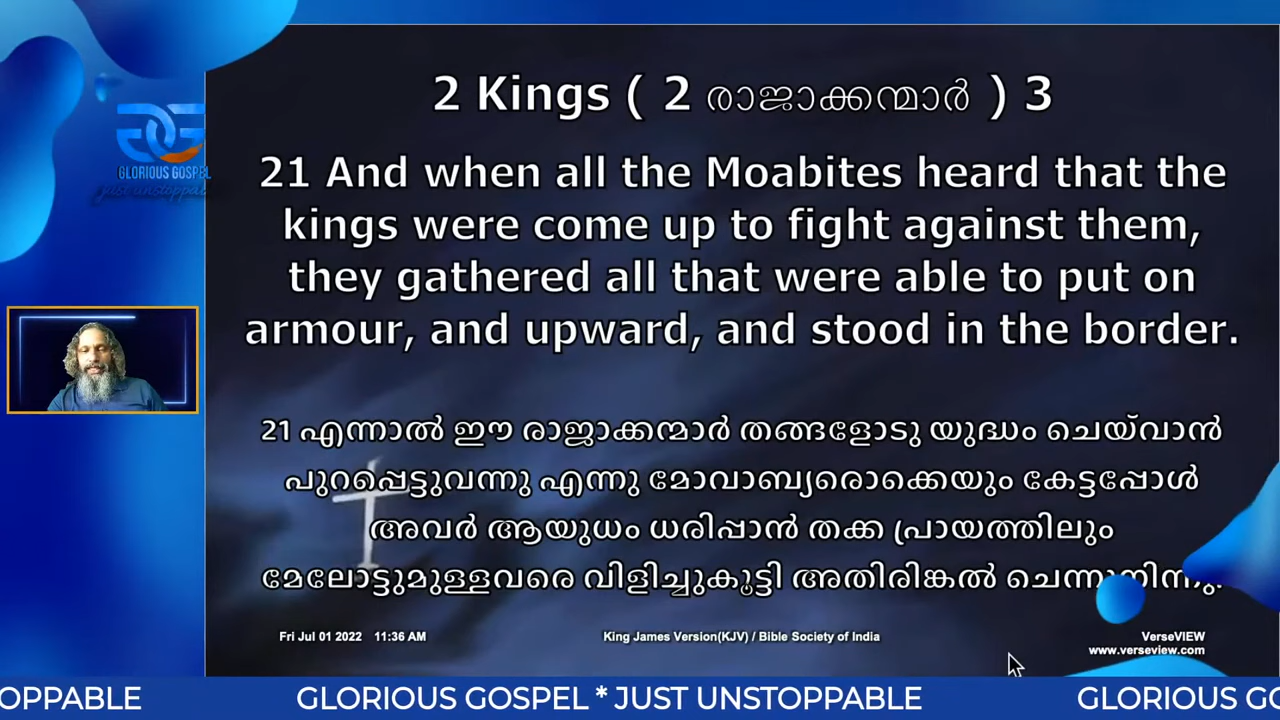 2 Kings ( 2 രാജാക്കന്മാർ ) 3
21 And when all the Moabites heard that the
kings were come up to fight against them,
they gathered all that were able to put on
armour, and upward, and stood in the border.
21 എന്നാൽ ഈ രാജാക്കന്മാർ തങ്ങളോടു യുദ്ധം ചെയ്‌വാൻ
പുറപ്പെട്ടുവന്നു എന്നു മോവാബ്യരൊക്കെയും കേട്ടപ്പോൾ
അവർ ആയുധം ധരിപ്പാൻ തക്ക പ്രായത്തിലും
മേലോട്ടുമുള്ളവരെ വിളിച്ചുകൂട്ടി അതിരിങ്കൽ
Fri Jul 01 2022 11:36 AM
King James Version(KJV) / Bible Society of India
VerseVIEW
www.verseview.com
GLORIOUS GOSPEL
just unstoppable
OPPABLE
GLORIOUS GOSPEL * JUST UNSTOPPABLE
GLORIOUS GO